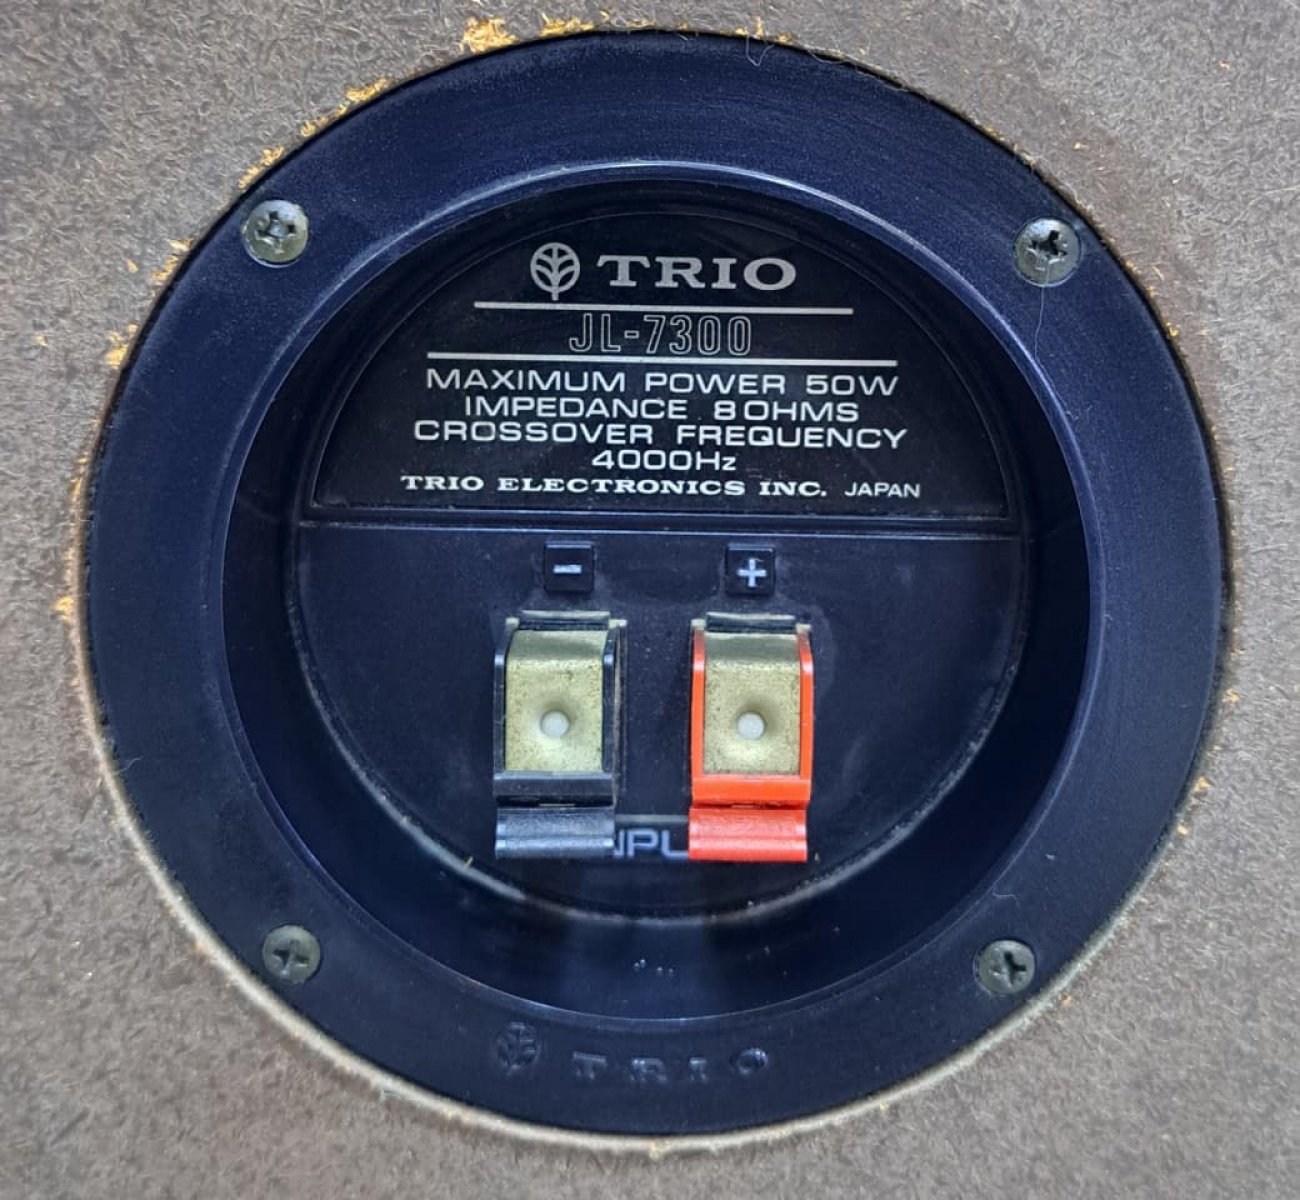 TRIO
JL-7300
MAXIMUM POWER 50W
IMPEDANCE 8 OHMS
CROSSOVER FREQUENCY
4000Hz
TRIO ELECTRONICS INC. JAPAN
- +
TRIO